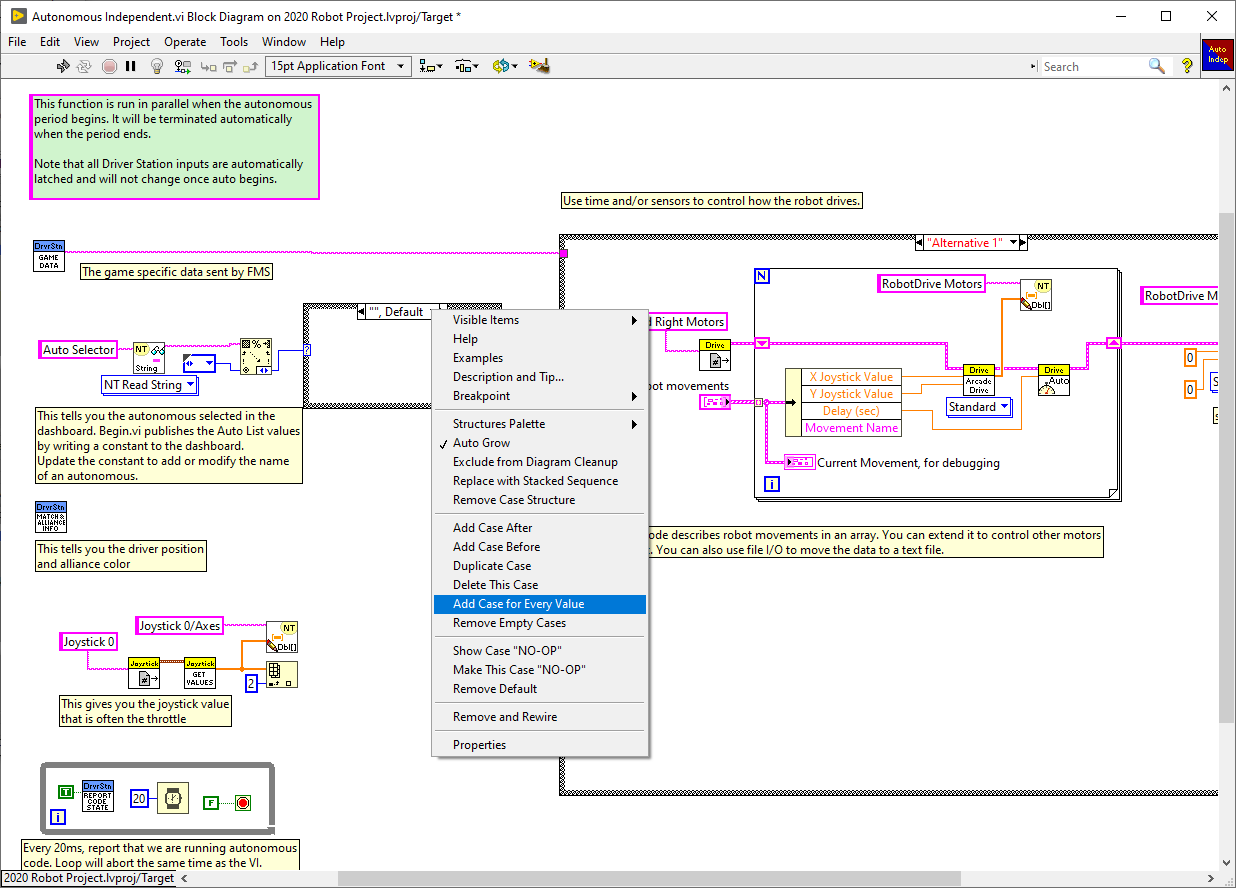 Autonomous Independent.vi Block Diagram on 2020 Robot Project.lvproj/Target *
File Edit View Project Operate Tools Window Help
15pt Application Font
Search
Auto
Indep
This function is run in parallel when the autonomous
period begins. It will be terminated automatically
when the period ends.
Note that all Driver Station inputs are automatically
latched and will not change once auto begins.
Use time and/or sensors to control how the robot drives.
DrvrStn
GAME
DATA
The game specific data sent by FMS
"Alternative 1"
"", Default
N
RobotDrive Motors
NT
Dbl[]
RobotDrive M
d Right Motors
Drive
Auto Selector
NT
String
NT Read String
?
bot movements
X Joystick Value
Y Joystick Value
Delay (sec)
Movement Name
Drive
Arcade
Drive
Standard
Drive
Auto
0
0
S
Current Movement, for debugging
i
This tells you the autonomous selected in the
dashboard. Begin.vi publishes the Auto List values
by writing a constant to the dashboard.
Update the constant to add or modify the name
of an autonomous.
DrvrStn
MATCH&
ALLIANCE
INFO
This tells you the driver position
and alliance color
ode describes robot movements in an array. You can extend it to control other motors
. You can also use file I/O to move the data to a text file.
Visible Items
Help
Examples
Description and Tip...
Breakpoint
Structures Palette
Auto Grow
Exclude from Diagram Cleanup
Replace with Stacked Sequence
Remove Case Structure
Add Case After
Add Case Before
Duplicate Case
Delete This Case
Add Case for Every Value
Remove Empty Cases
Show Case "NO-OP"
Make This Case "NO-OP"
Remove Default
Remove and Rewire
Properties
Joystick 0/Axes
NT
Dbl[]
Joystick 0
Joystick
Joystick
GET
VALUES
2
This gives you the joystick value
that is often the throttle
T
DrvrStn
REPORT
CODE
STATE
20
F
i
Every 20ms, report that we are running autonomous
code. Loop will abort the same time as the VI.
2020 Robot Project.lvproj/Target